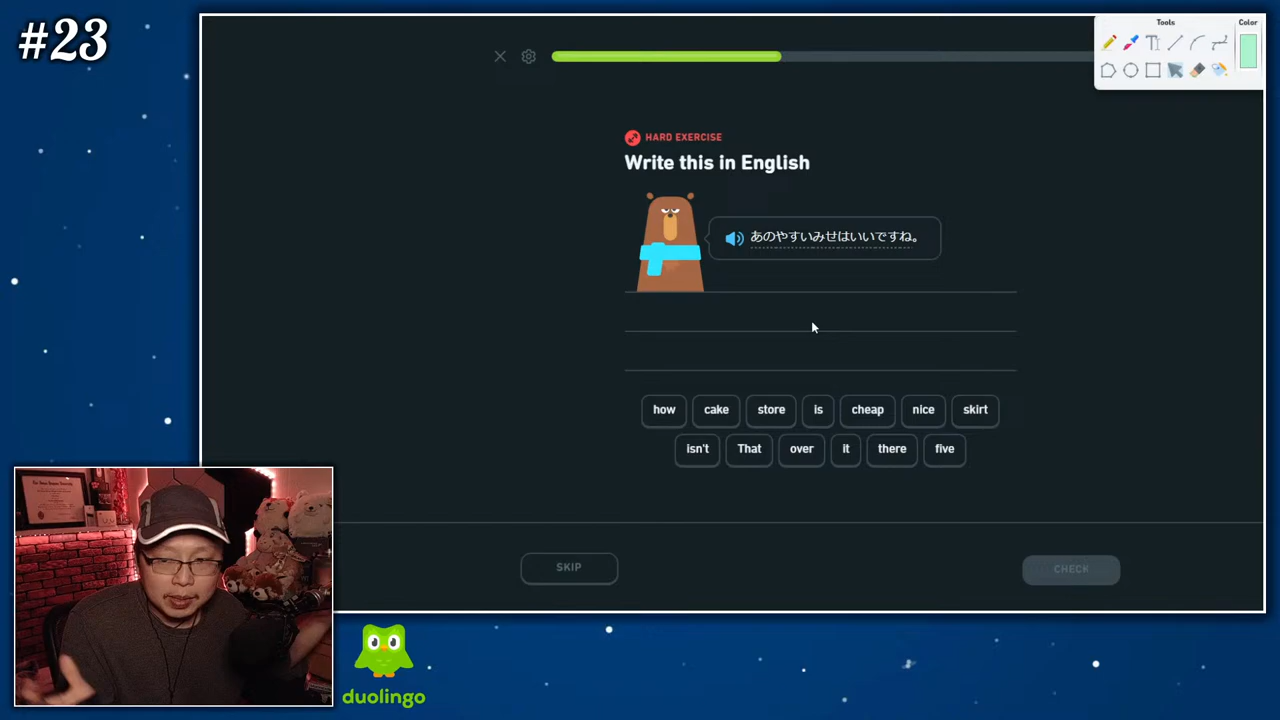 #23
Tools
Color
HARD EXERCISE
Write this in English
あのやすいみせはいいですね。
how cake store is cheap nice skirt
isn't That over it there five
SKIP
CHECK
duolingo